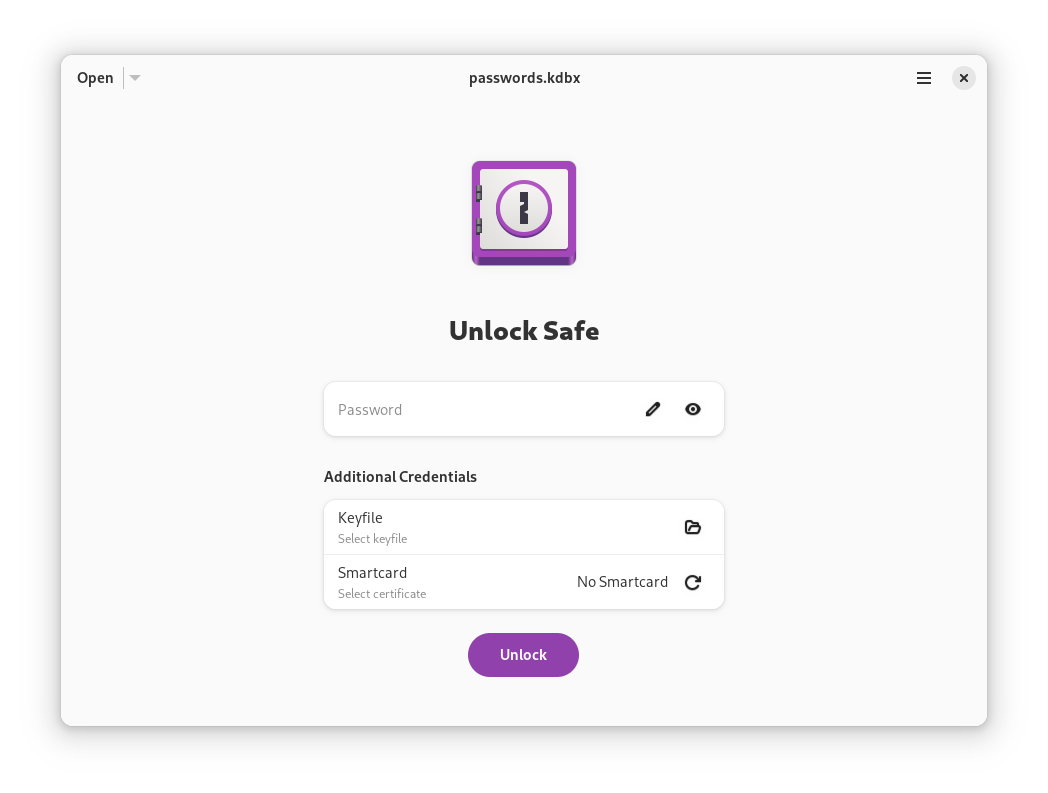 Open
passwords.kdbx
Unlock Safe
Password
Additional Credentials
Keyfile
Select keyfile
Smartcard
No Smartcard
Select certificate
Unlock